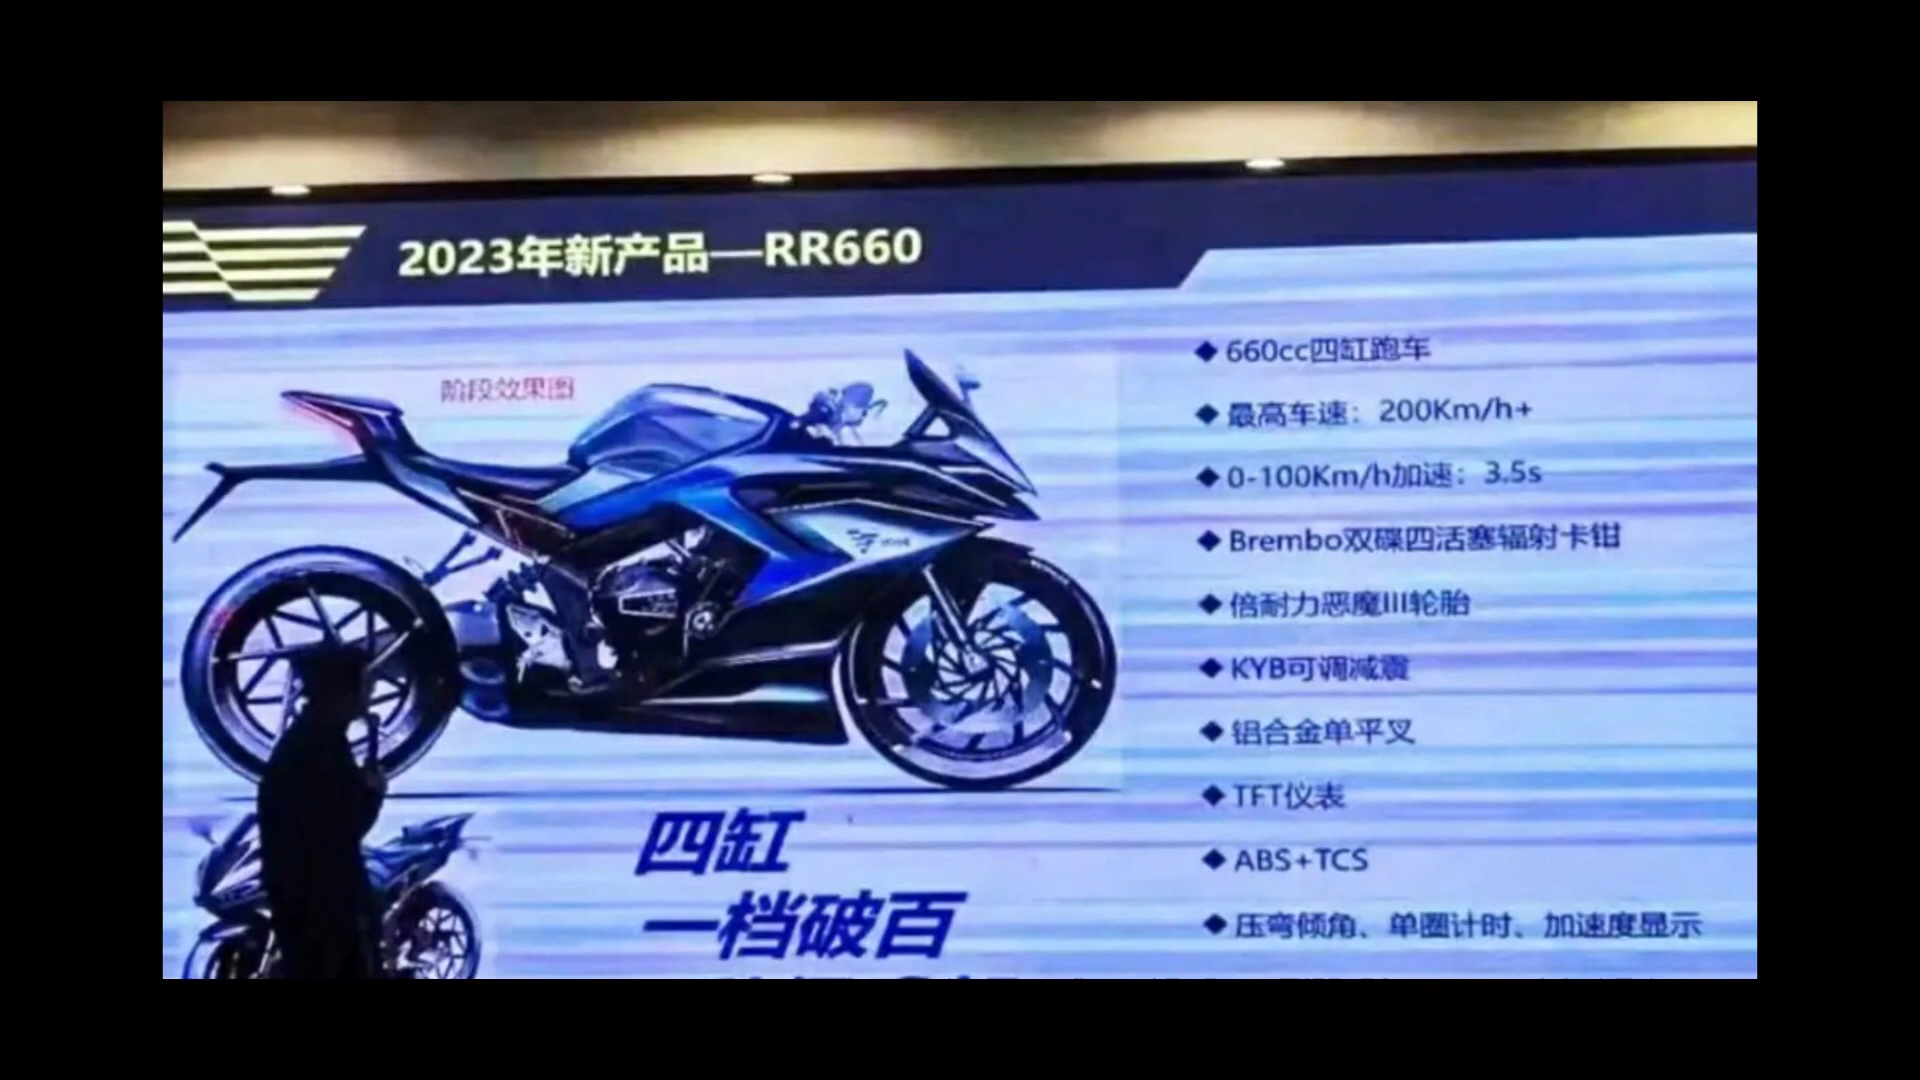 2023年新产品—RR660
阶段效果图
660cc四缸跑车
最高车速：200Km/h+
0-100Km/h加速：3.5s
Brembo双碟四活塞辐射卡钳
倍耐力恶魔III轮胎
KYB可调减震
铝合金单平叉
TFT仪表
ABS+TCS
压弯倾角、单圈计时、加速度显示
四缸
一档破百